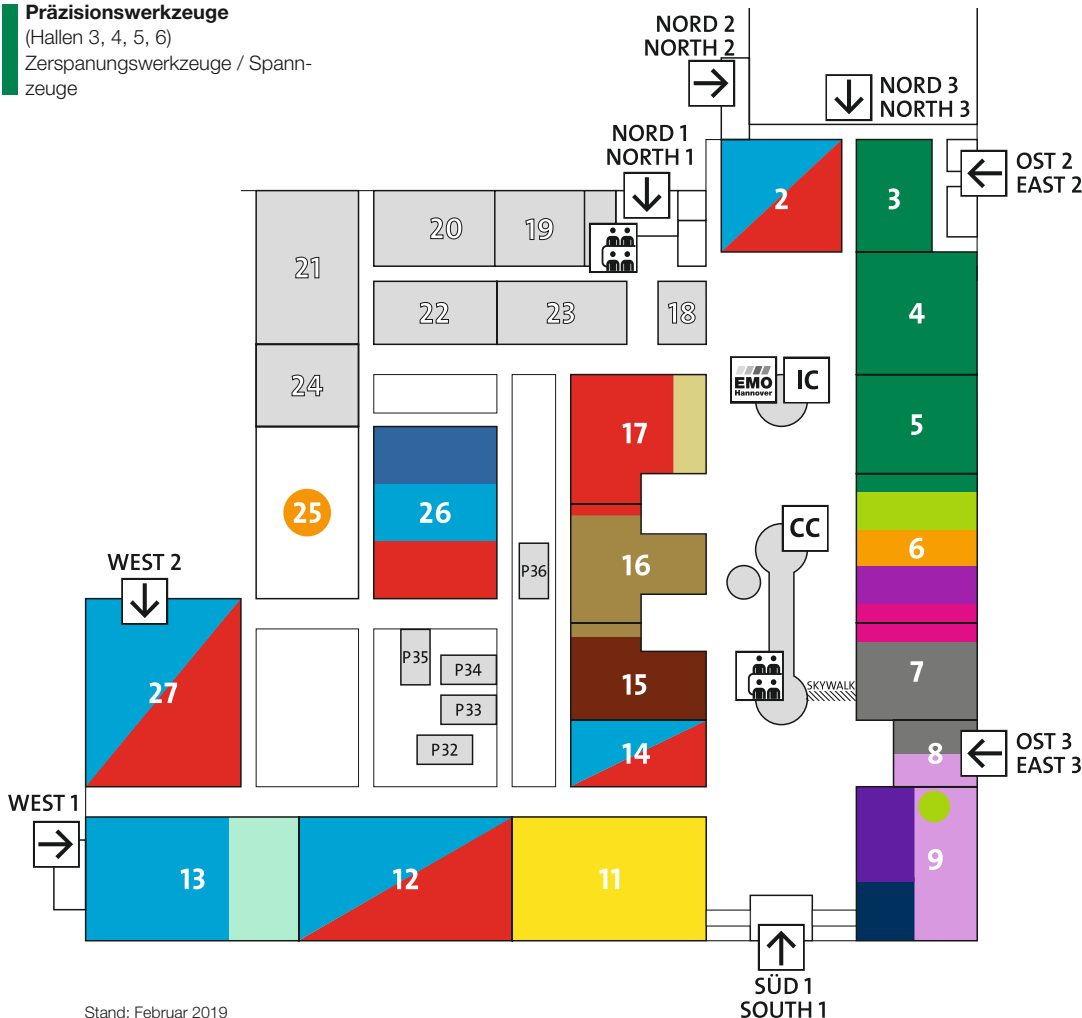 Präzisionswerkzeuge
(Hallen 3, 4, 5, 6)
Zerspanungswerkzeuge / Spann-
zeuge
NORD 2
NORTH 2
NORD 3
NORTH 3
NORD 1
NORTH 1
OST 2
EAST 2
2
3
20
19
21
4
22
23
18
24
EMO
Hannover
IC
17
5
25
26
CC
6
16
P36
WEST 2
27
P35
P34
P33
P32
15
7
SKYWALK
14
8
OST 3
EAST 3
WEST 1
13
12
11
9
SÜD 1
SOUTH 1
Stand: Februar 2019